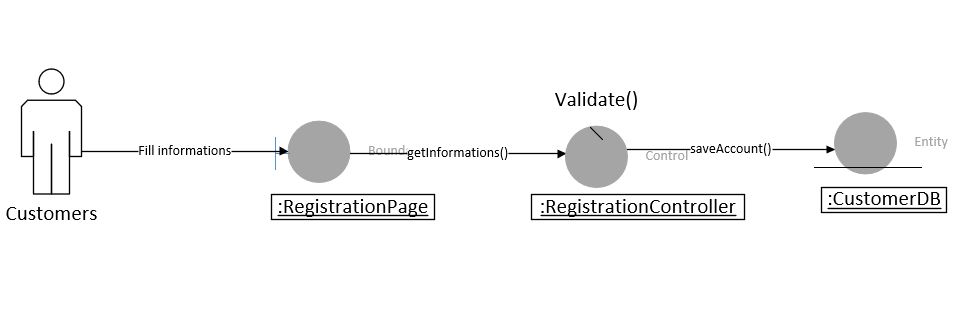 Validate()
Fill informations
Bound
getInformations()
Control
saveAccount()
Entity
Customers
:RegistrationPage
:RegistrationController
:CustomerDB